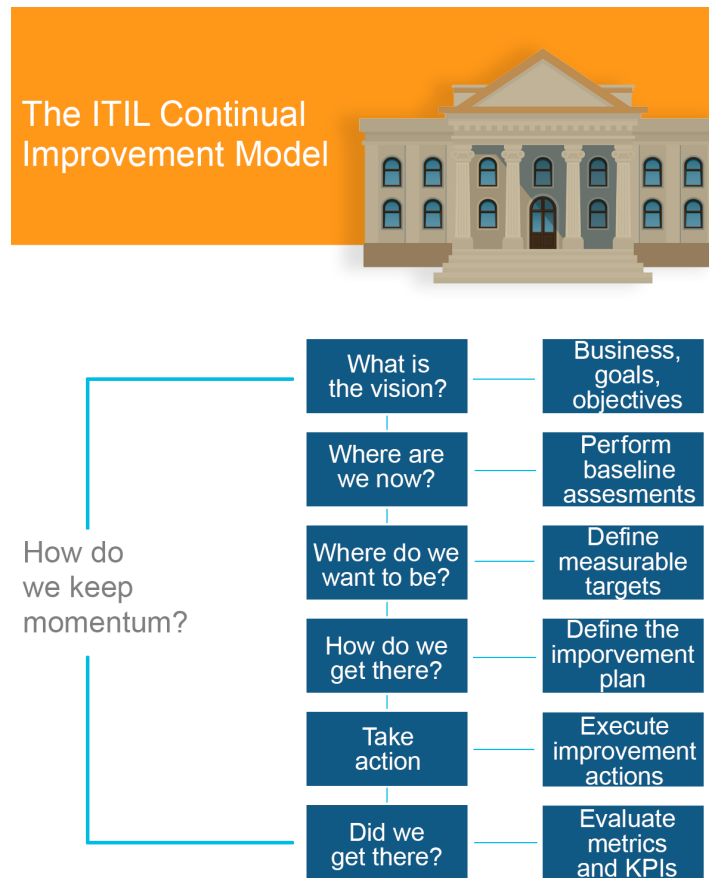 The ITIL Continual
Improvement Model
What is
the vision?
Business,
goals,
objectives
Where are
we now?
Perform
baseline
assesments
How do
we keep
momentum?
Where do we
want to be?
Define
measurable
targets
How do we
get there?
Define the
imporvement
plan
Take
action
Execute
improvement
actions
Did we
get there?
Evaluate
metrics
and KPIs